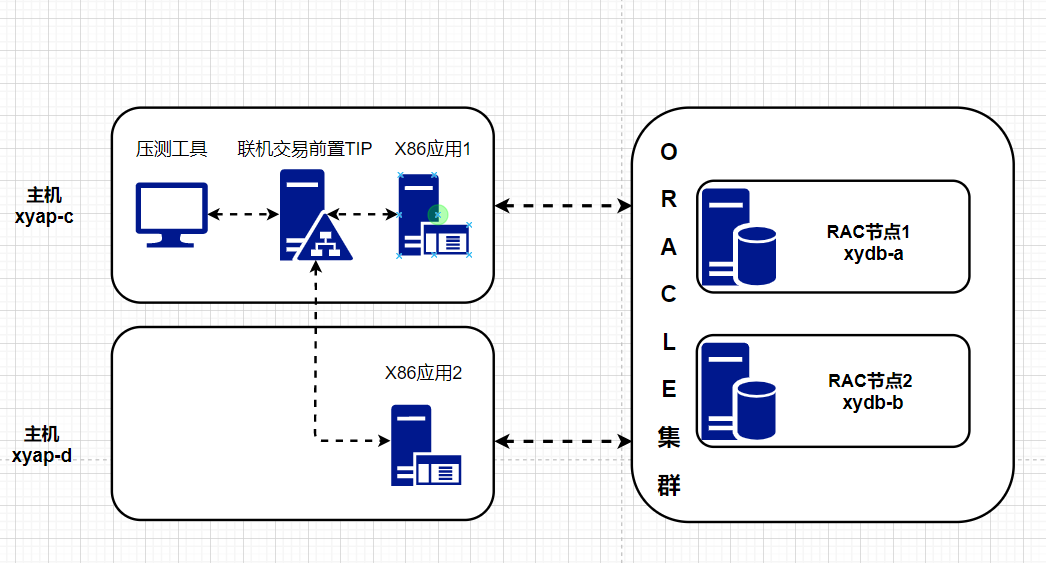 压测工具
联机交易前置TIP
X86应用1
主机
xyap-c
X86应用2
主机
xyap-d
O
R
A
C
L
E
集
群
RAC节点1
xydb-a
RAC节点2
xydb-b